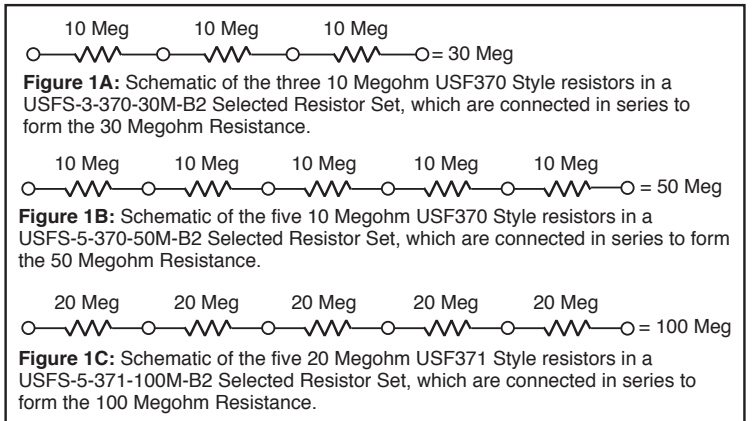 10 Meg 10 Meg 10 Meg
= 30 Meg
Figure 1A: Schematic of the three 10 Megohm USF370 Style resistors in a
USFS-3-370-30M-B2 Selected Resistor Set, which are connected in series to
form the 30 Megohm Resistance.
10 Meg 10 Meg 10 Meg 10 Meg 10 Meg
= 50 Meg
Figure 1B: Schematic of the five 10 Megohm USF370 Style resistors in a
USFS-5-370-50M-B2 Selected Resistor Set, which are connected in series to form
the 50 Megohm Resistance.
20 Meg 20 Meg 20 Meg 20 Meg 20 Meg
= 100 Meg
Figure 1C: Schematic of the five 20 Megohm USF371 Style resistors in a
USFS-5-371-100M-B2 Selected Resistor Set, which are connected in series to
form the 100 Megohm Resistance.